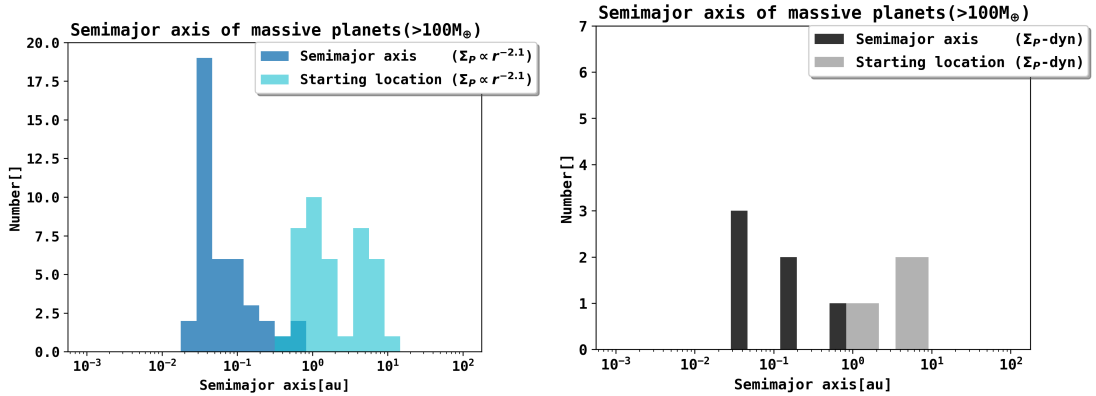 Semimajor axis of massive planets(>100M⊕)
Semimajor axis (Σ_P ∝ r^−2.1)
Starting location (Σ_P ∝ r^−2.1)
20.0
17.5
15.0
12.5
10.0
7.5
5.0
2.5
0.0
Number[]
10^−3 10^−2 10^−1 10^0 10^1 10^2
Semimajor axis[au]
Semimajor axis of massive planets(>100M⊕)
Semimajor axis (Σ_P-dyn)
Starting location (Σ_P-dyn)
7
6
5
4
3
2
1
0
Number[]
10^−3 10^−2 10^−1 10^0 10^1 10^2
Semimajor axis[au]